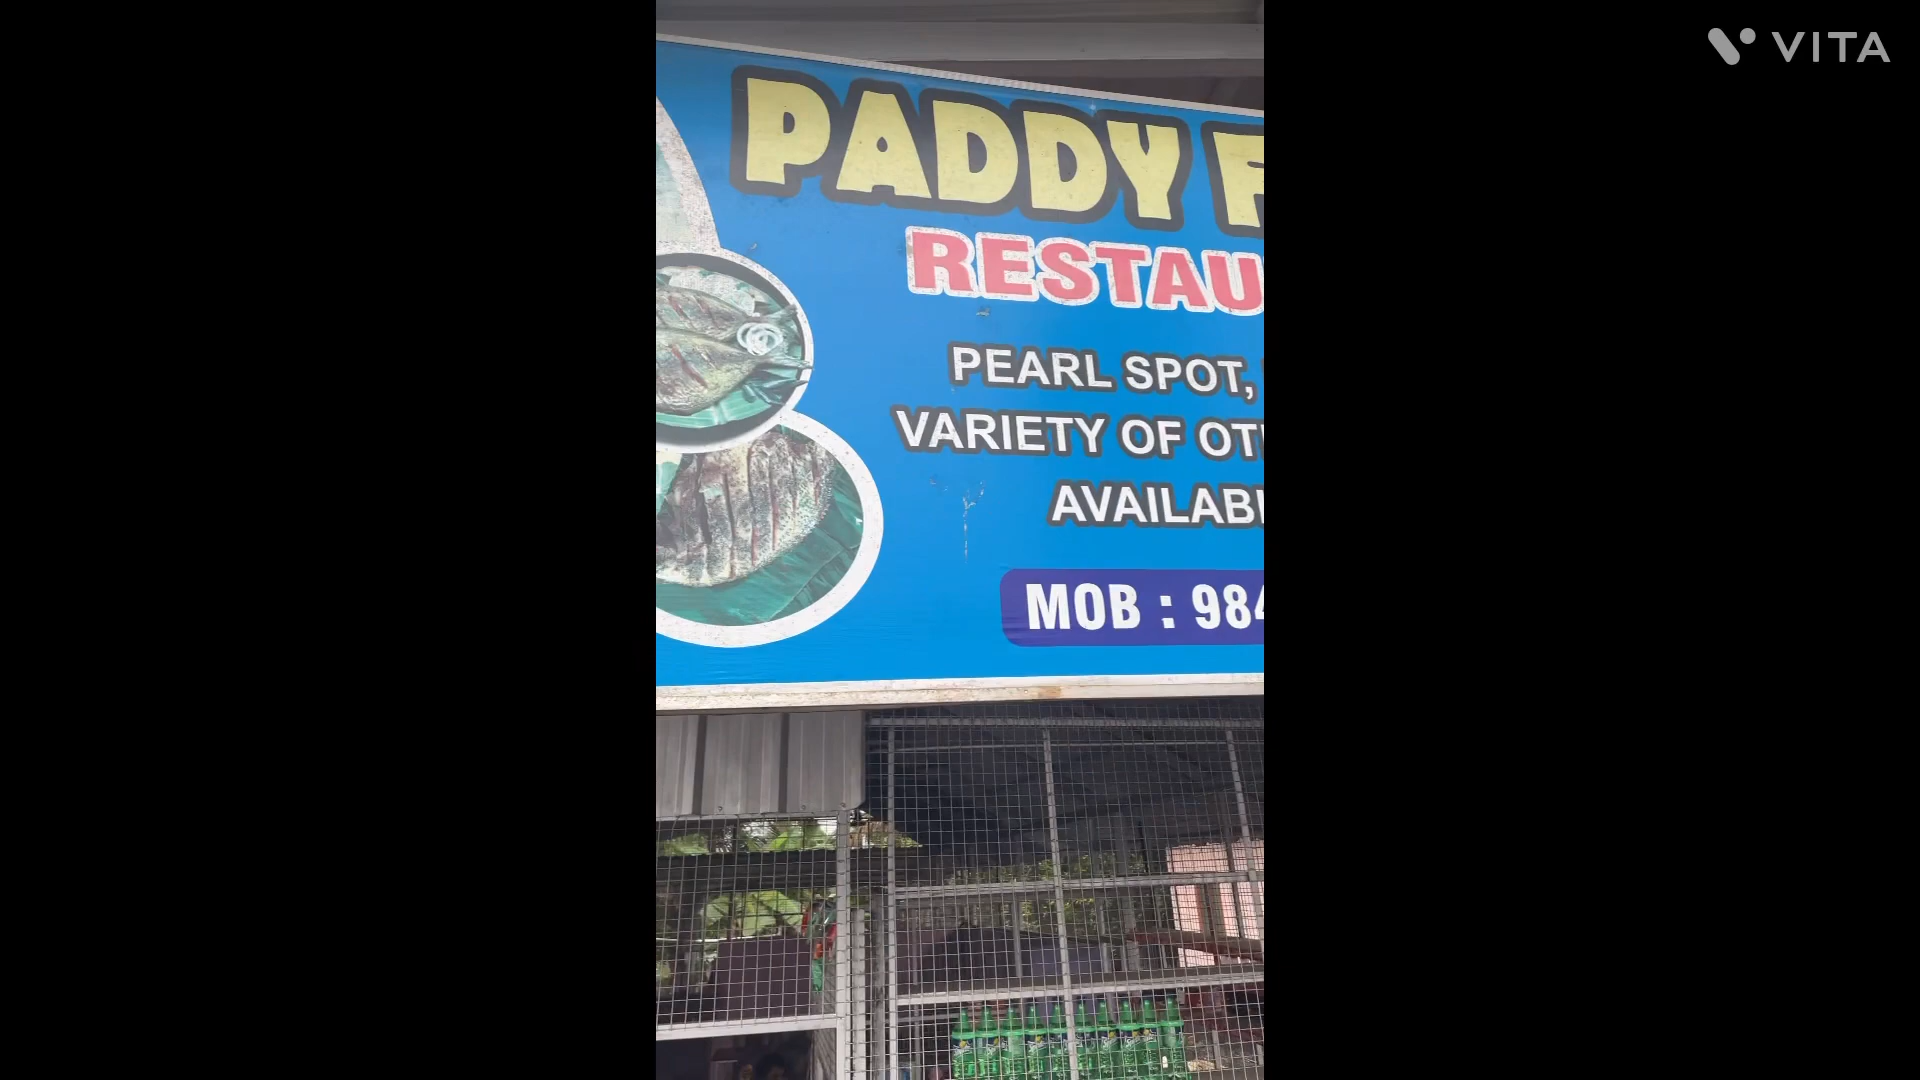 VITA
PADDY F
RESTAU
PEARL SPOT,
VARIETY OF OT
AVAILAB
MOB : 984